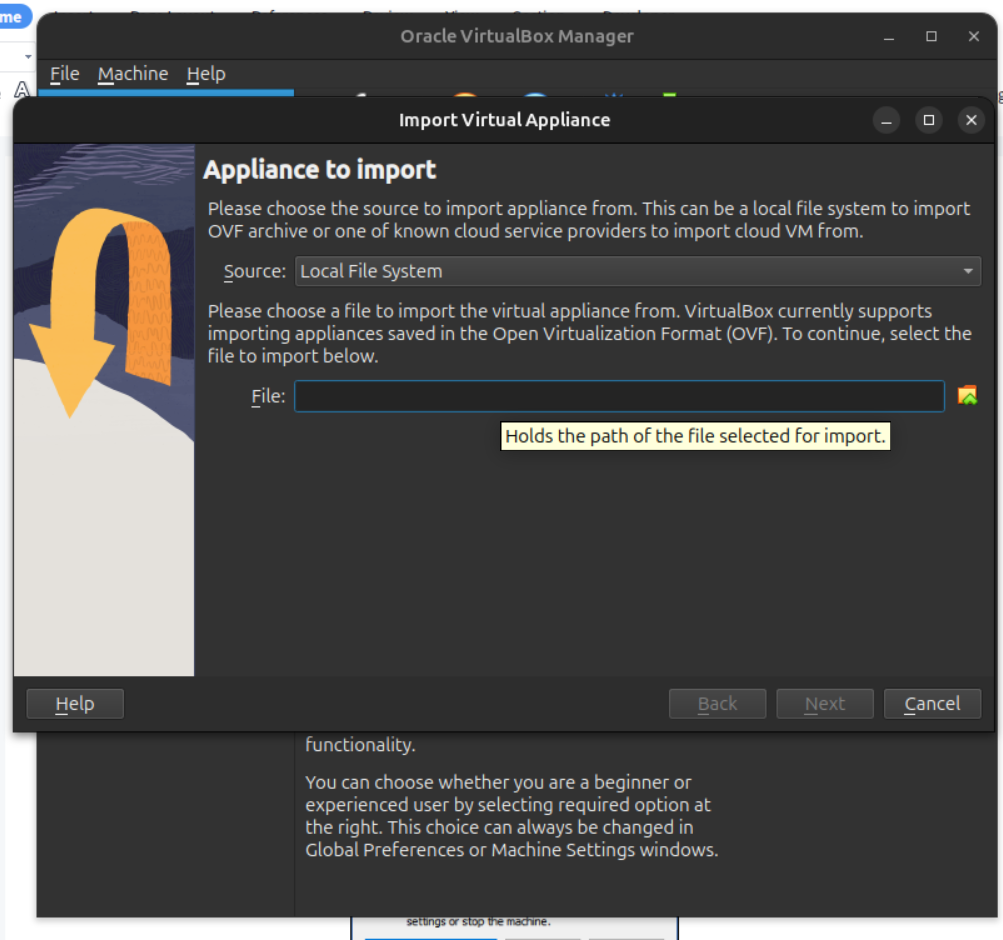 me
Oracle VirtualBox Manager
File Machine Help
A
Import Virtual Appliance
Appliance to import
Please choose the source to import appliance from. This can be a local file system to import
OVF archive or one of known cloud service providers to import cloud VM from.
Source: Local File System
Please choose a file to import the virtual appliance from. VirtualBox currently supports
importing appliances saved in the Open Virtualization Format (OVF). To continue, select the
file to import below.
File:
Holds the path of the file selected for import.
Help Back Next Cancel
functionality.
You can choose whether you are a beginner or
experienced user by selecting required option at
the right. This choice can always be changed in
Global Preferences or Machine Settings windows.
settings or stop the machine.